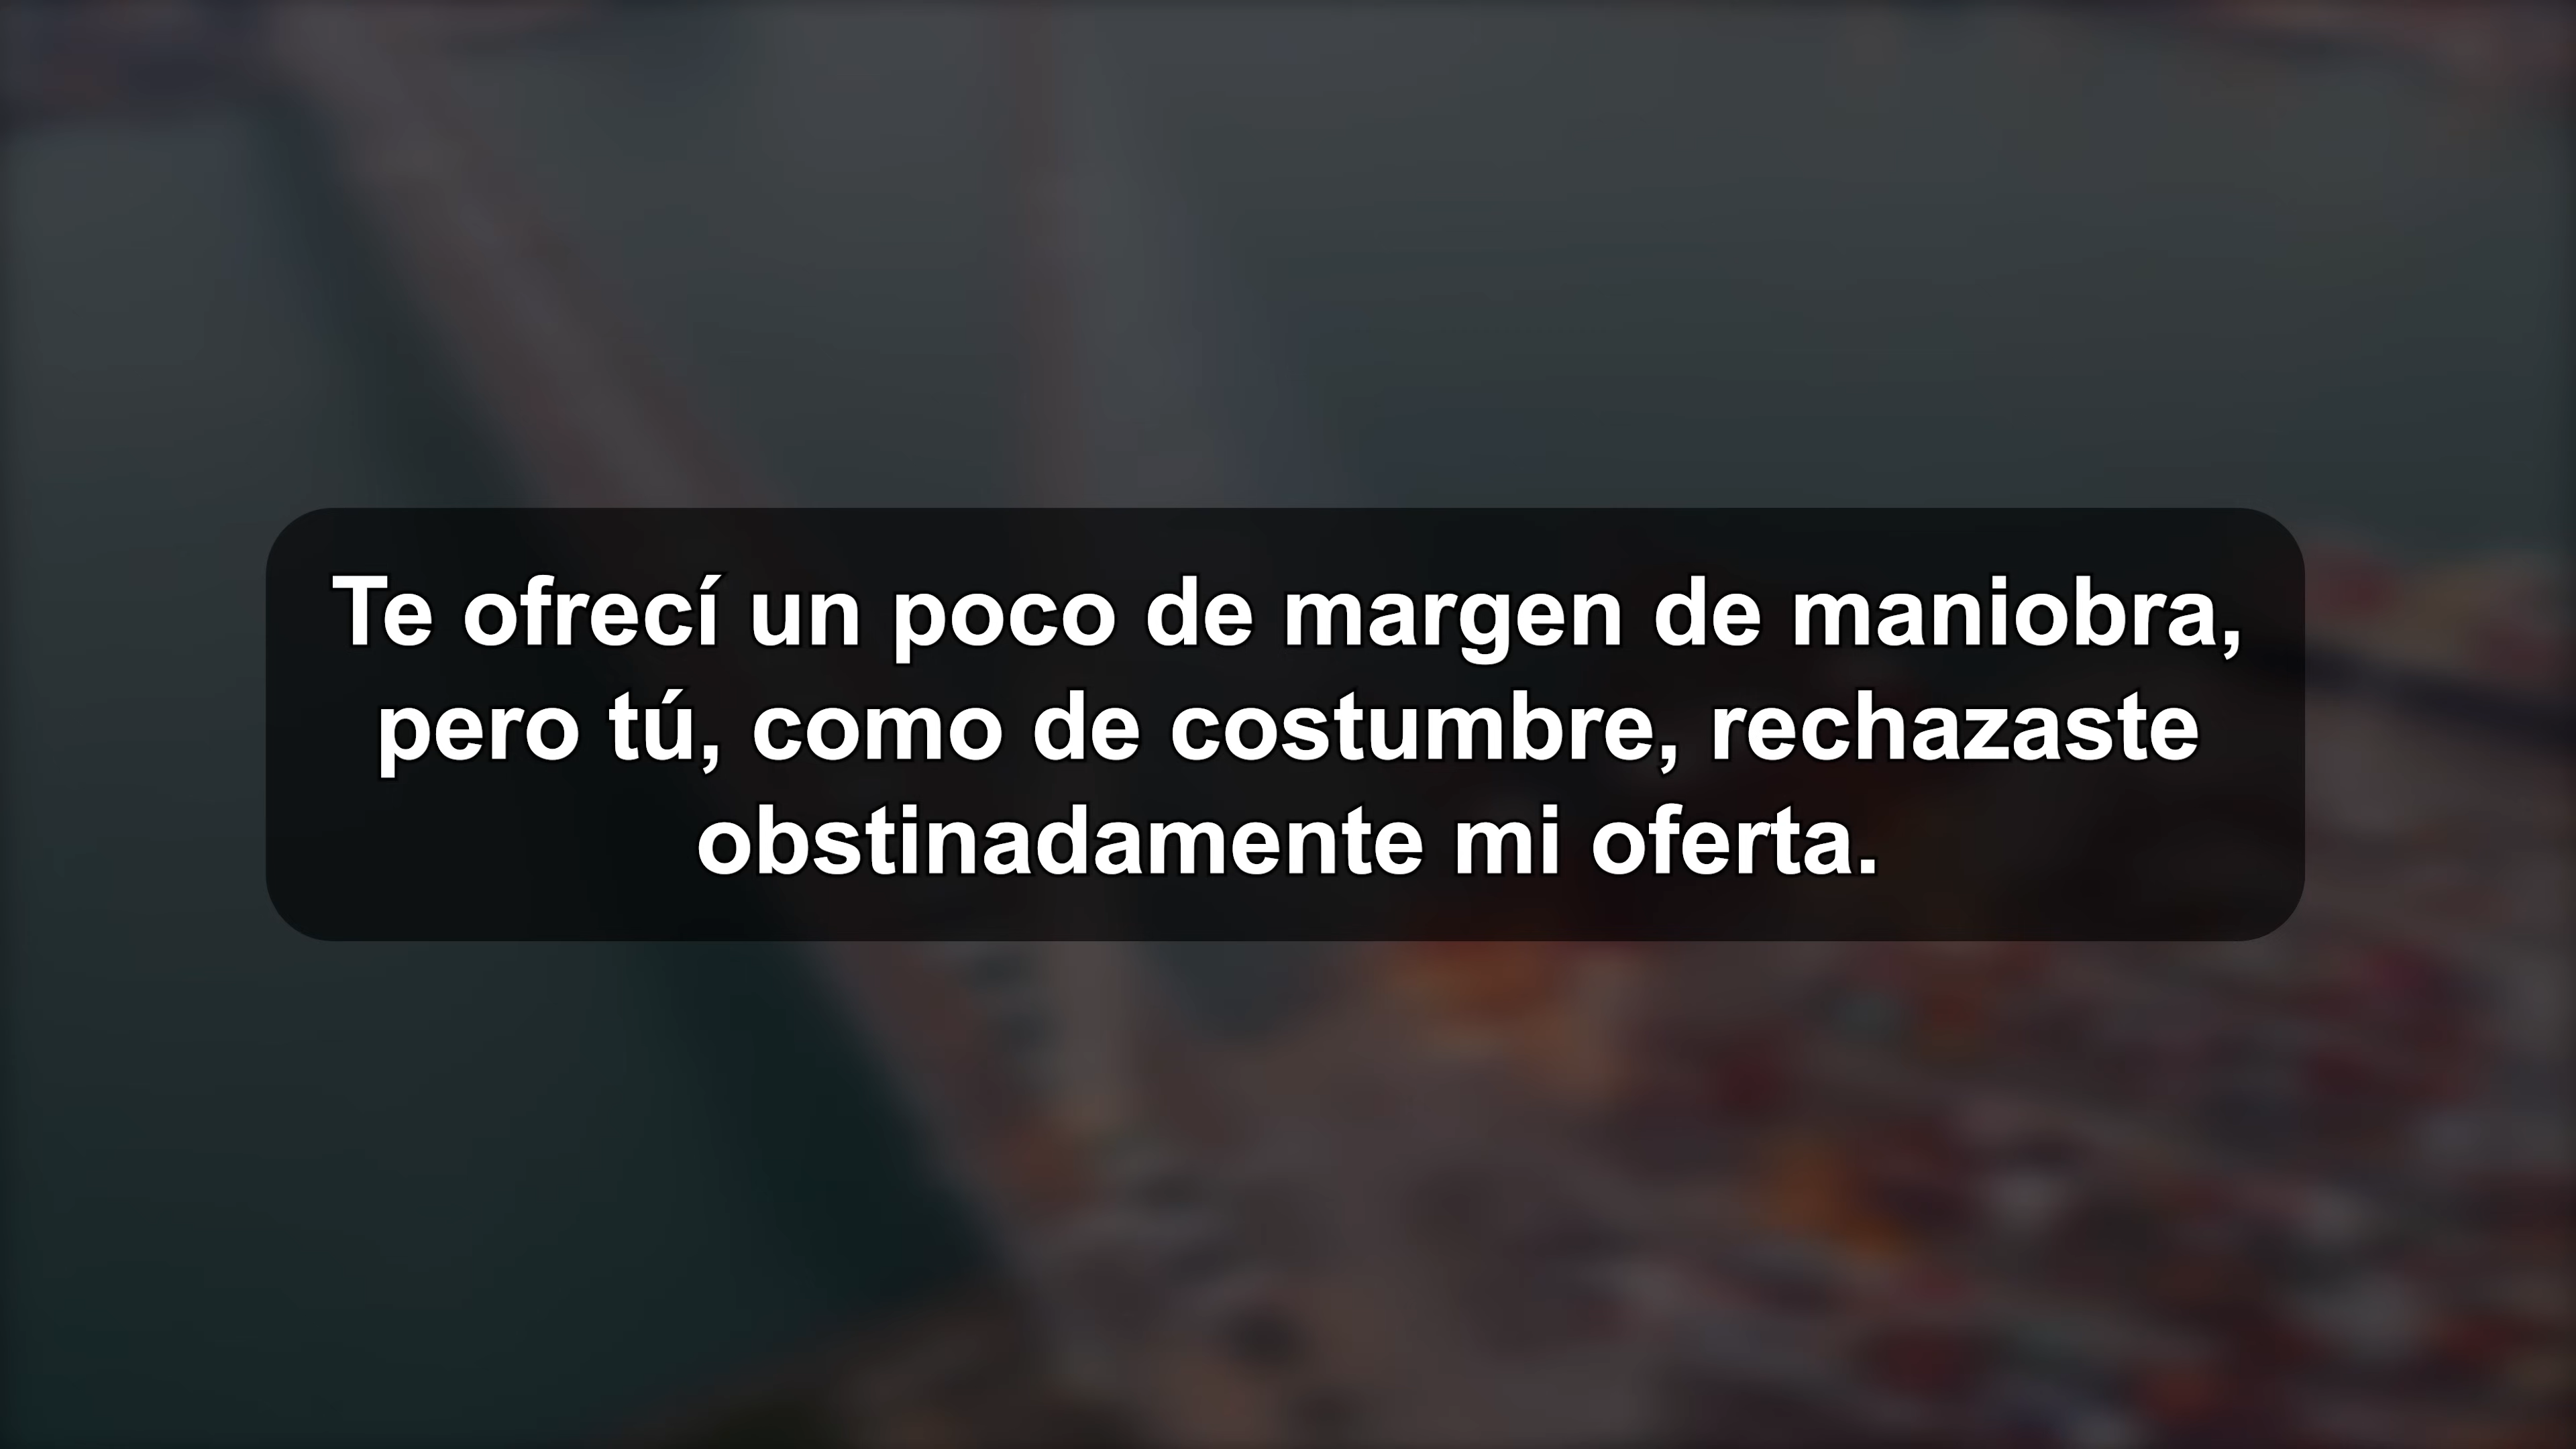 Te ofrecí un poco de margen de maniobra,
pero tú, como de costumbre, rechazaste
obstinadamente mi oferta.